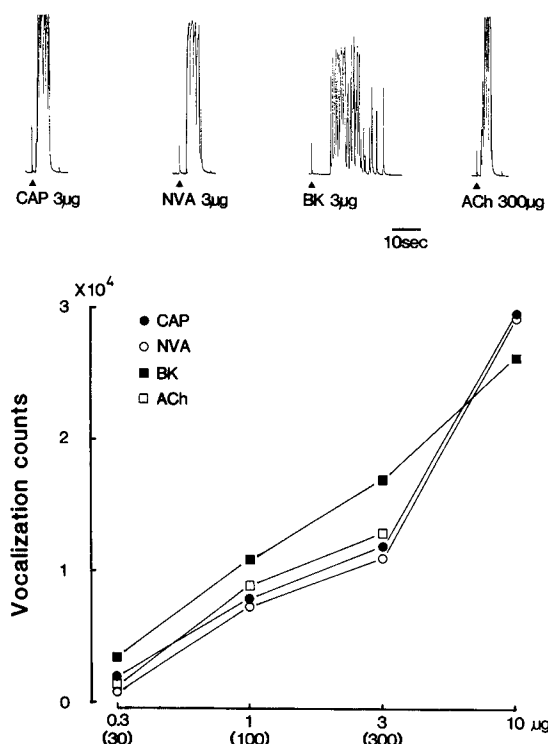 CAP 3µg NVA 3µg BK 3µg ACh 300µg
10sec
X10⁴
3
CAP
NVA
BK
ACh
2
1
0
Vocalization counts
0.3 1 3 10 µg
(30) (100) (300)